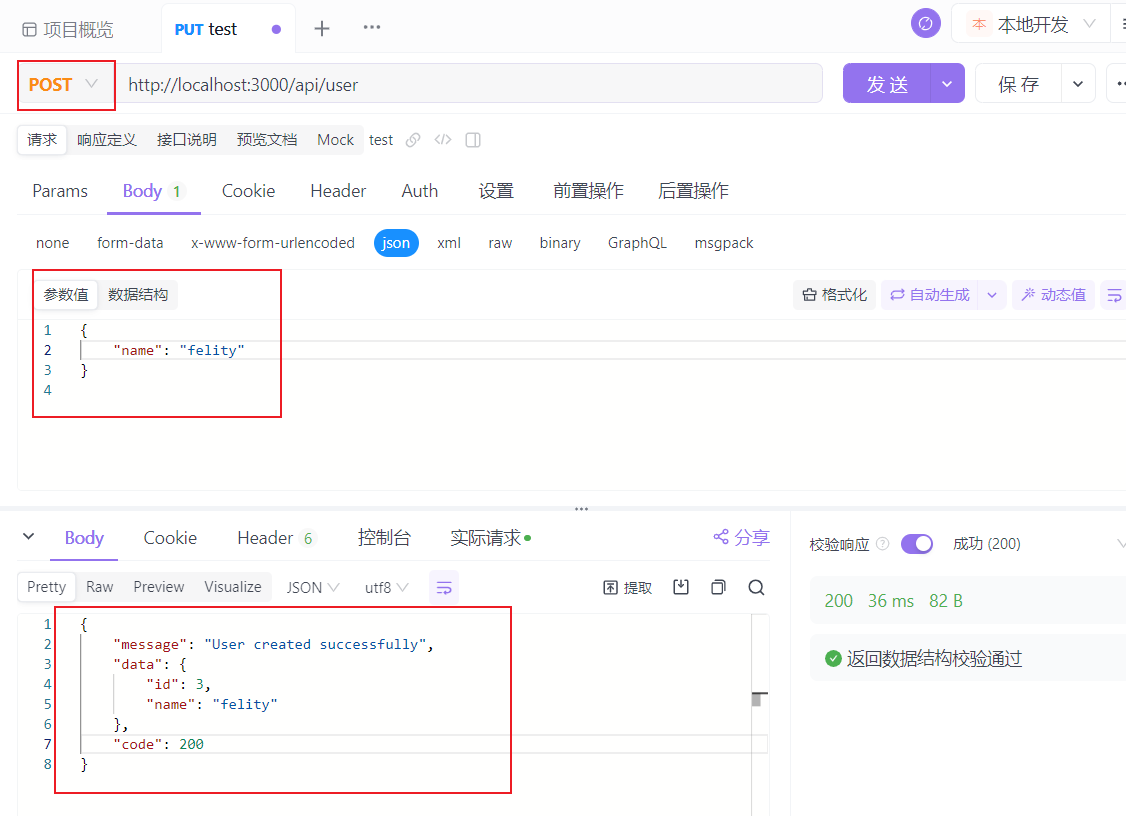 项目概览 PUT test 本地开发
POST http://localhost:3000/api/user 发 送 保 存
请求 响应定义 接口说明 预览文档 Mock test
Params Body 1 Cookie Header Auth 设置 前置操作 后置操作
none form-data x-www-form-urlencoded json xml raw binary GraphQL msgpack
参数值 数据结构 格式化 自动生成 动态值
1 {
2 "name": "felity"
3 }
4
Body Cookie Header 6 控制台 实际请求 分享
校验响应 成功 (200)
Pretty Raw Preview Visualize JSON utf8 提取
200 36 ms 82 B
返回数据结构校验通过
1 {
2 "message": "User created successfully",
3 "data": {
4 "id": 3,
5 "name": "felity"
6 },
7 "code": 200
8 }